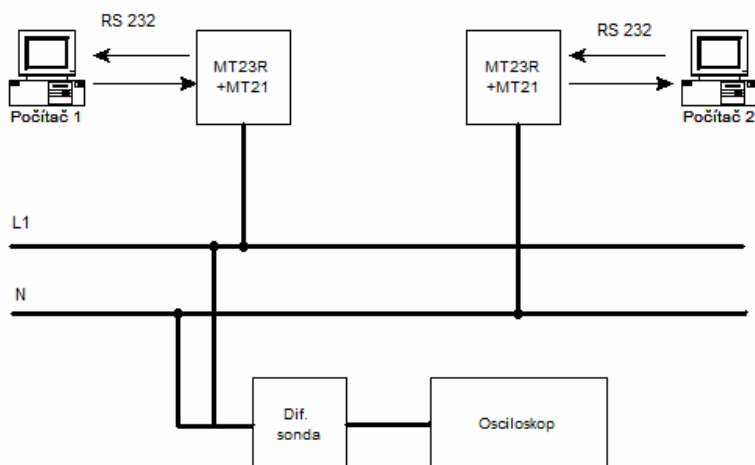 RS 232
RS 232
MT23R
+MT21
MT23R
+MT21
Počítač 1
Počítač 2
L1
N
Dif.
sonda
Osciloskop